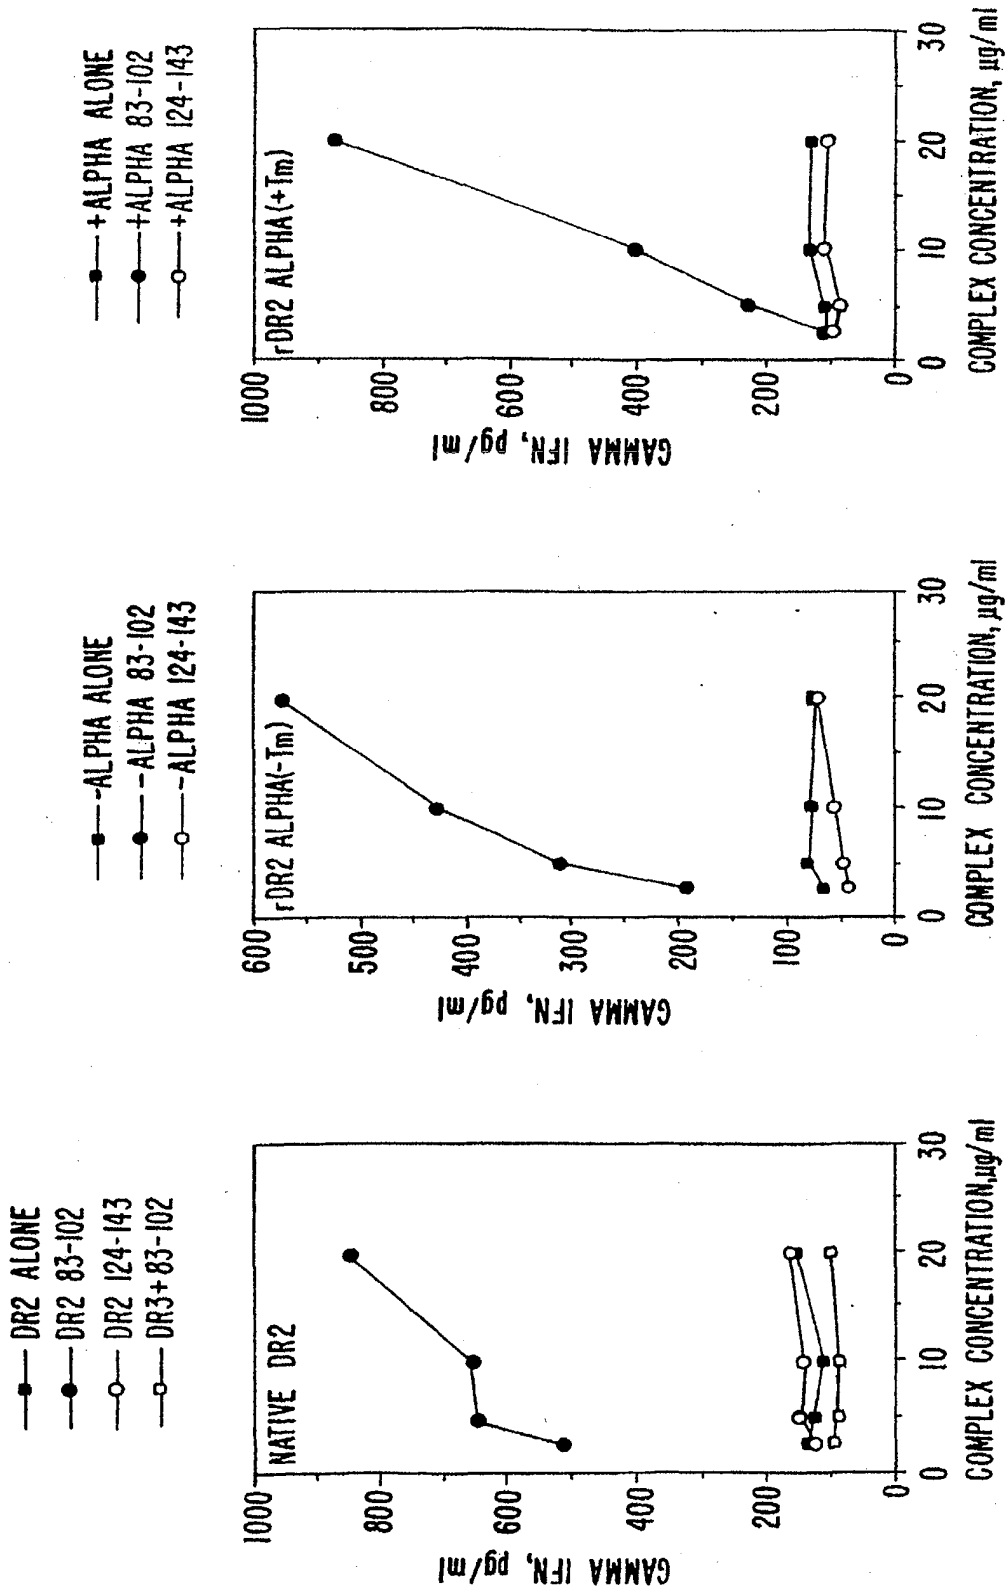 DR2 ALONE
DR2 83-102
DR2 124-143
DR3+83-102
NATIVE DR2
GAMMA IFN, pg/ml
1000
800
600
400
200
0
0 10 20 30
COMPLEX CONCENTRATION,µg/ml
-ALPHA ALONE
-ALPHA 83-102
-ALPHA 124-143
rDR2 ALPHA(-Tm)
GAMMA IFN, pg/ml
600
500
400
300
200
100
0
0 10 20 30
COMPLEX CONCENTRATION, µg/ml
+ALPHA ALONE
+ALPHA 83-102
+ALPHA 124-143
rDR2 ALPHA(+Tm)
GAMMA IFN, pg/ml
1000
800
600
400
200
0
0 10 20 30
COMPLEX CONCENTRATION, µg/ml